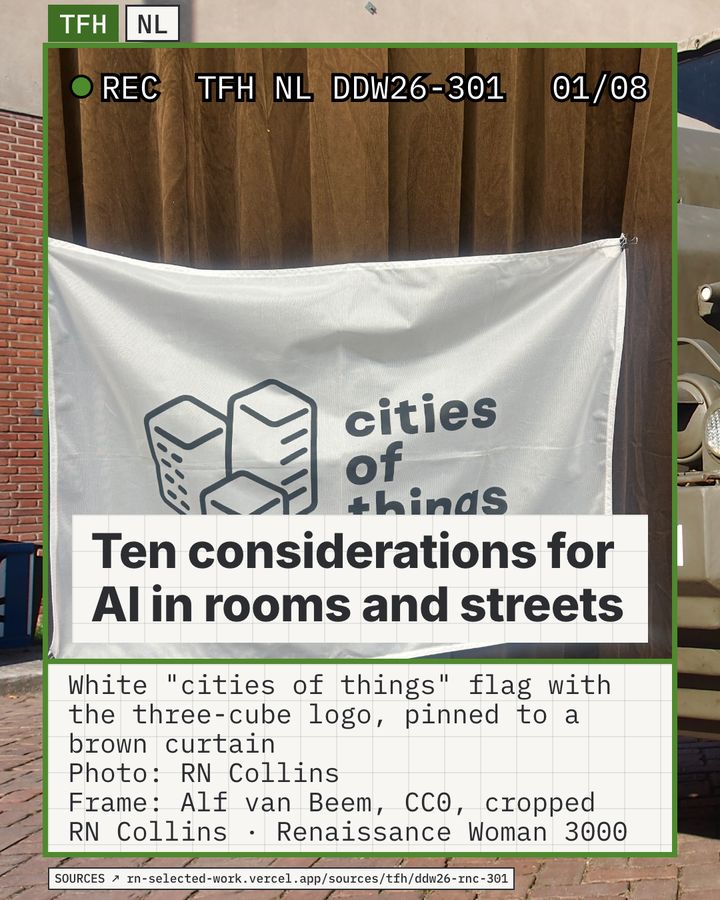 TFH NL
REC TFH NL DDW26-301 01/08
cities
of
things
Ten considerations for
AI in rooms and streets
White "cities of things" flag with
the three-cube logo, pinned to a
brown curtain
Photo: RN Collins
Frame: Alf van Beem, CC0, cropped
RN Collins · Renaissance Woman 3000
SOURCES ↗ rn-selected-work.vercel.app/sources/tfh/ddw26-rnc-301